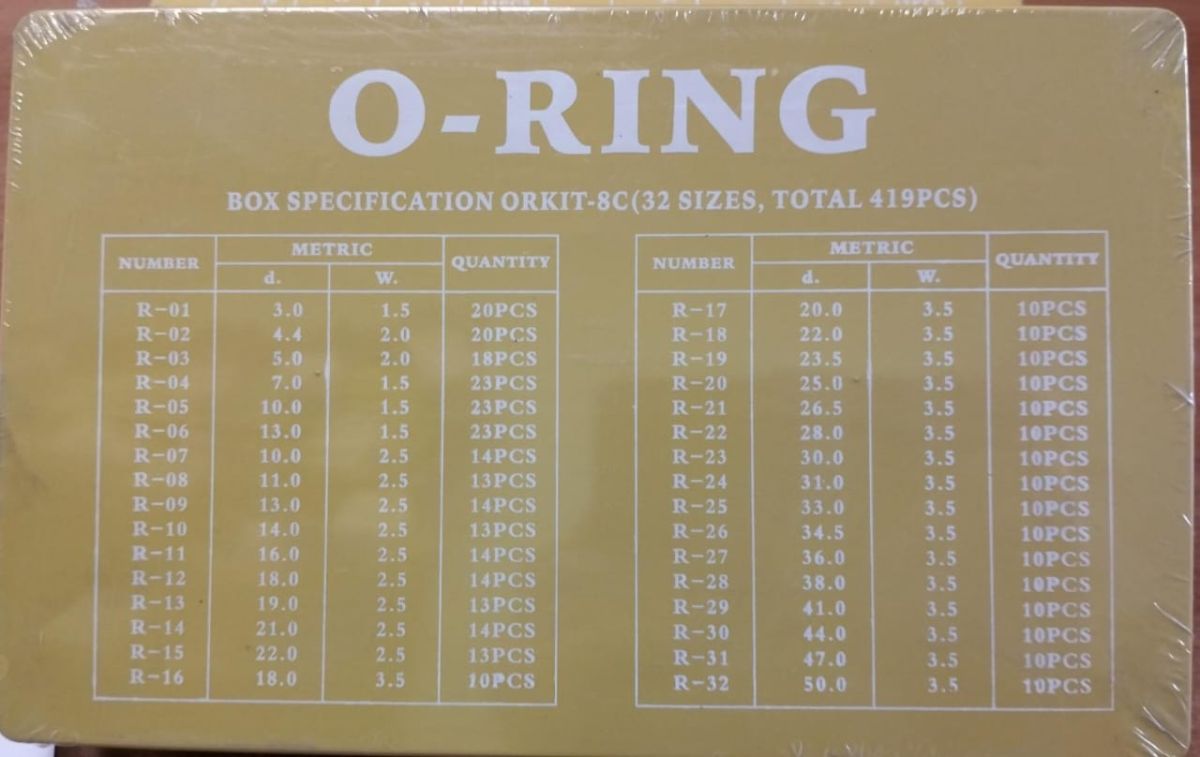 O-RING
BOX SPECIFICATION ORKIT-8C(32 SIZES, TOTAL 419PCS)
NUMBER METRIC QUANTITY
d. W.
R-01 3.0 1.5 20PCS
R-02 4.4 2.0 20PCS
R-03 5.0 2.0 18PCS
R-04 7.0 1.5 23PCS
R-05 10.0 1.5 23PCS
R-06 13.0 1.5 23PCS
R-07 10.0 2.5 14PCS
R-08 11.0 2.5 13PCS
R-09 13.0 2.5 14PCS
R-10 14.0 2.5 13PCS
R-11 16.0 2.5 14PCS
R-12 18.0 2.5 14PCS
R-13 19.0 2.5 13PCS
R-14 21.0 2.5 14PCS
R-15 22.0 2.5 13PCS
R-16 18.0 3.5 10PCS
NUMBER METRIC QUANTITY
d. W.
R-17 20.0 3.5 10PCS
R-18 22.0 3.5 10PCS
R-19 23.5 3.5 10PCS
R-20 25.0 3.5 10PCS
R-21 26.5 3.5 10PCS
R-22 28.0 3.5 10PCS
R-23 30.0 3.5 10PCS
R-24 31.0 3.5 10PCS
R-25 33.0 3.5 10PCS
R-26 34.5 3.5 10PCS
R-27 36.0 3.5 10PCS
R-28 38.0 3.5 10PCS
R-29 41.0 3.5 10PCS
R-30 44.0 3.5 10PCS
R-31 47.0 3.5 10PCS
R-32 50.0 3.5 10PCS